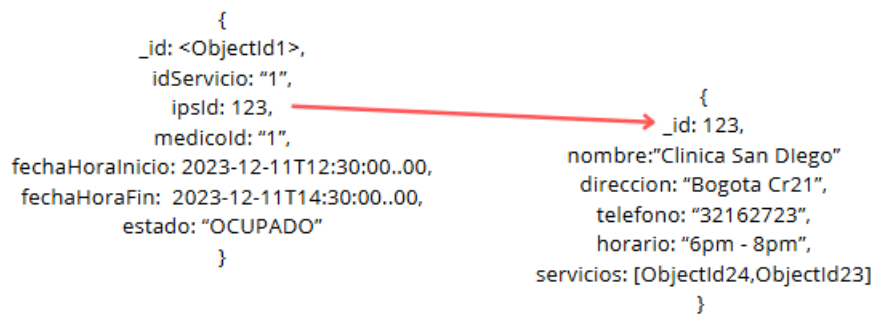 {
_id: <ObjectId1>,
idServicio: “1”,
ipsId: 123,
medicoId: “1”,
fechaHoraInicio: 2023-12-11T12:30:00..00,
fechaHoraFin:  2023-12-11T14:30:00..00,
estado: “OCUPADO”
}
{
_id: 123,
nombre:”Clinica San DIego”
direccion: “Bogota Cr21”,
telefono: “32162723”,
horario: “6pm - 8pm”,
servicios: [ObjectId24,ObjectId23]
}